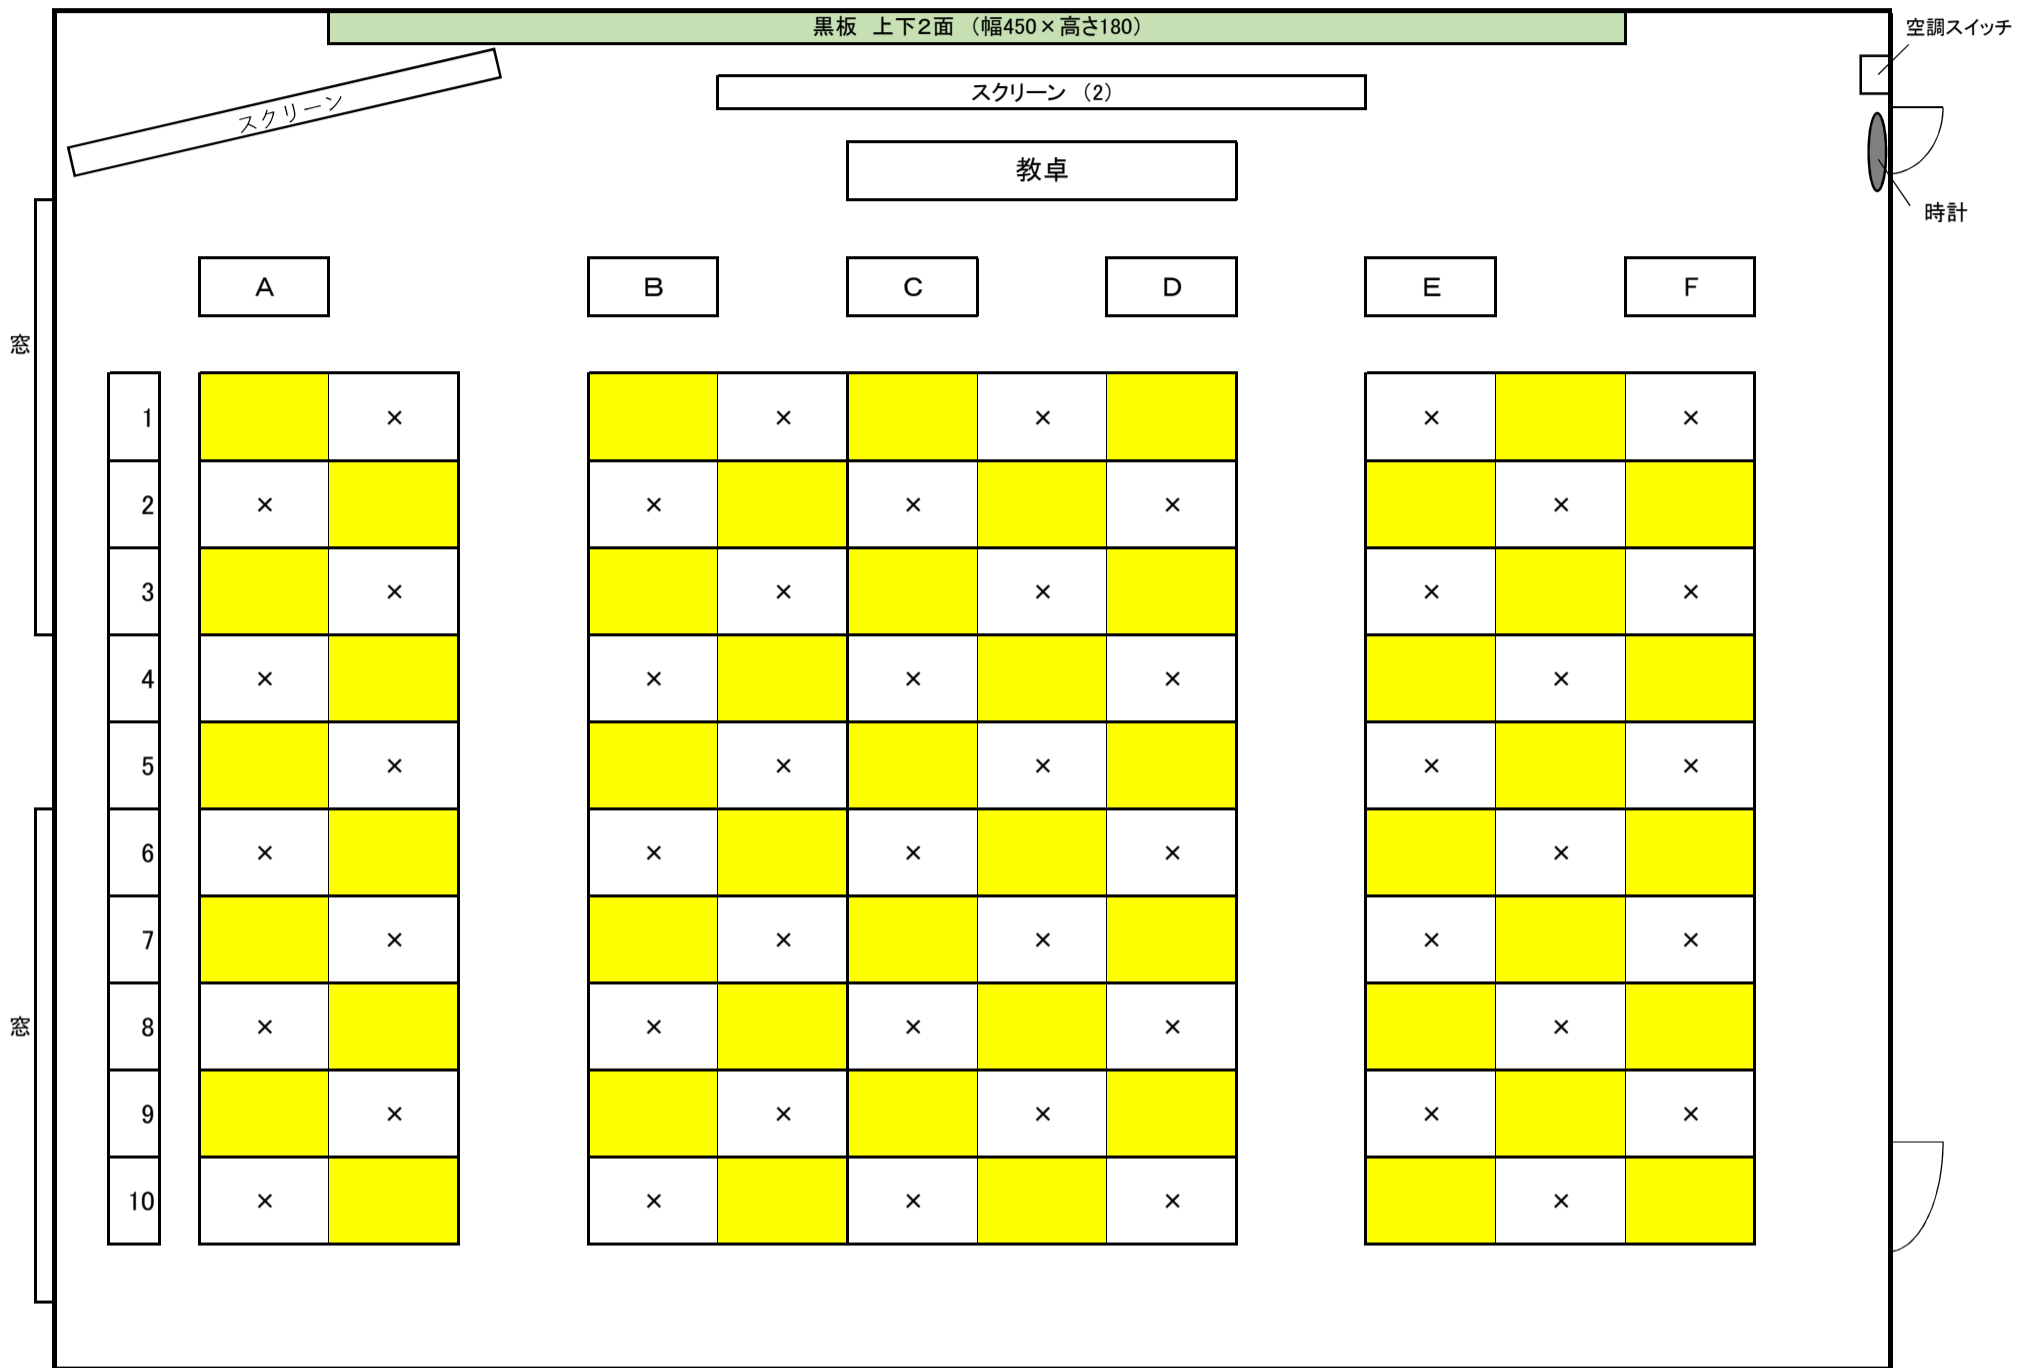 黒板 上下2面 （幅450×高さ180）
空調スイッチ
スクリーン
スクリーン （2）
教卓
時計
A B C D E F
窓
1 × × × × ×
2 × × × × ×
3 × × × × ×
4 × × × × ×
5 × × × × ×
6 × × × × ×
7 × × × × ×
窓
8 × × × × ×
9 × × × × ×
10 × × × × ×